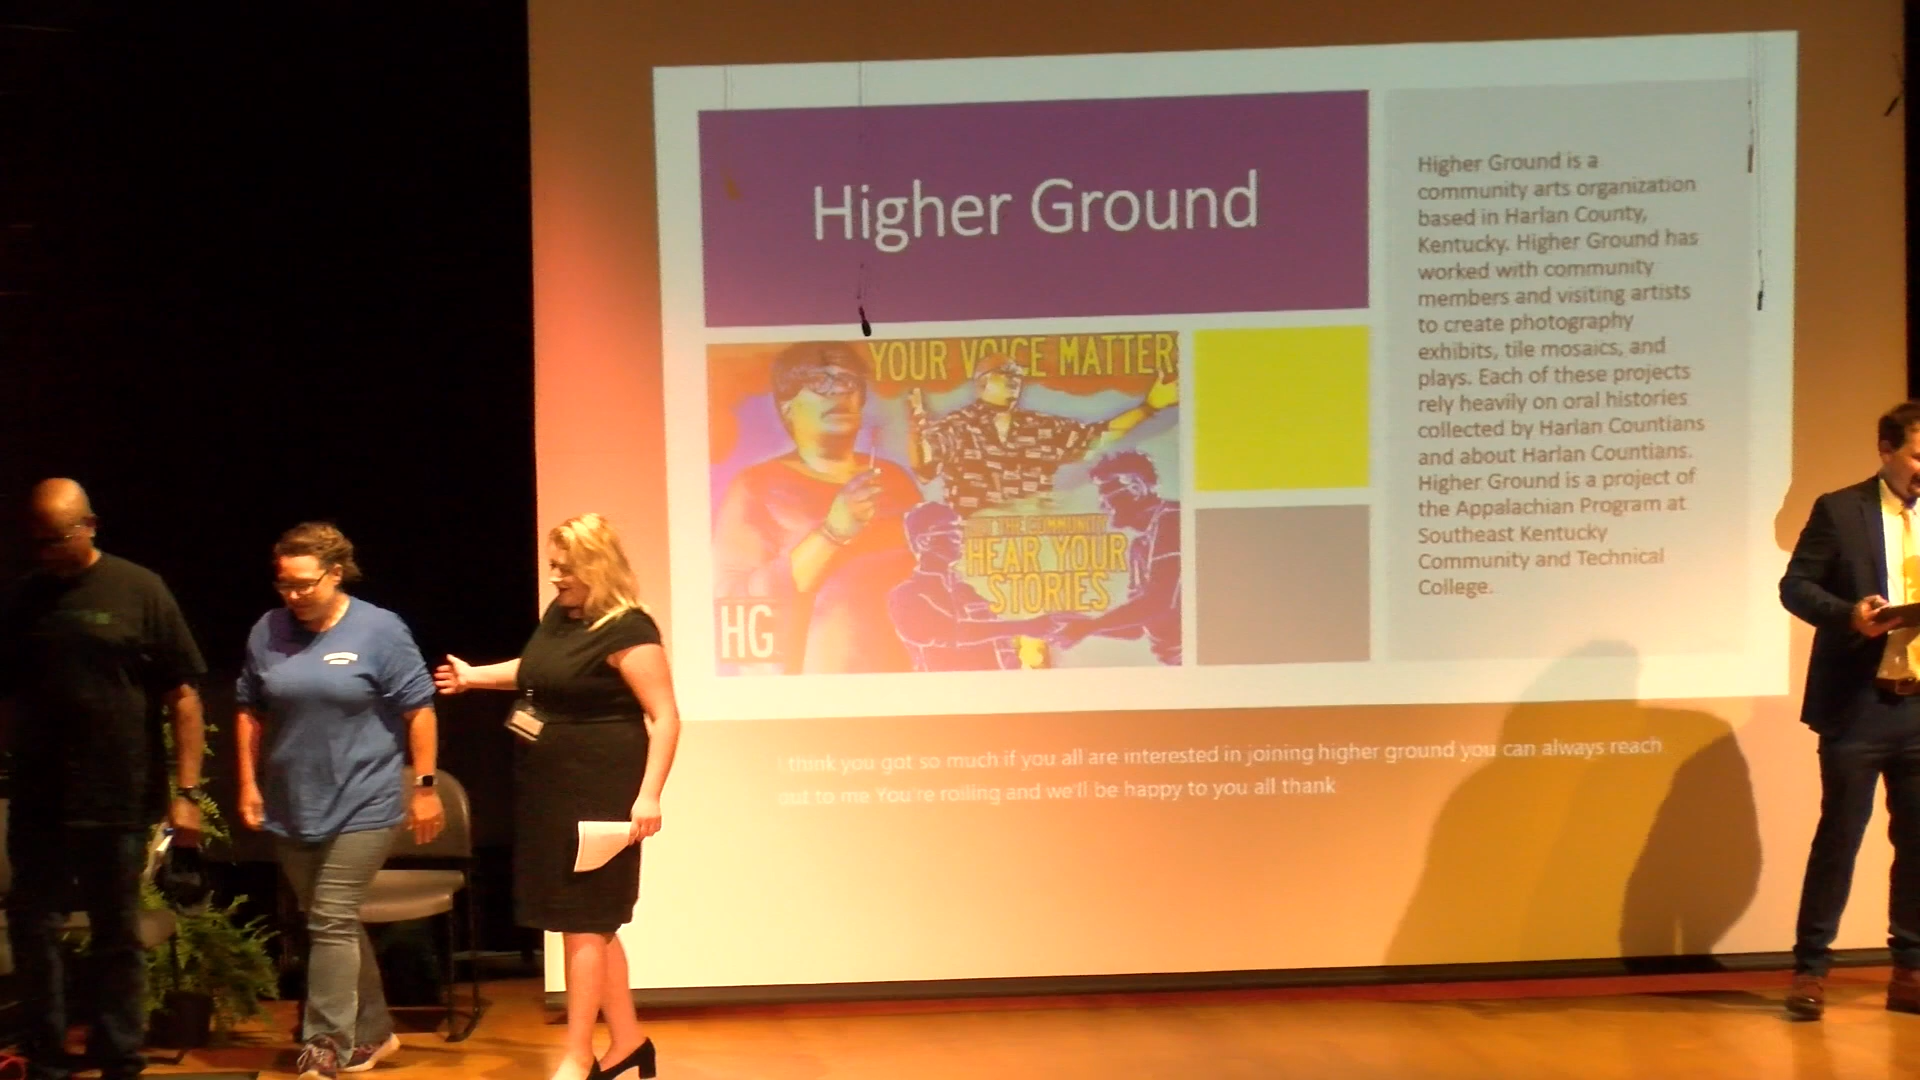 Higher Ground
YOUR VOICE MATTERS
THE COMMUNITY
HEAR YOUR
STORIES
HG
Higher Ground is a
community arts organization
based in Harlan County,
Kentucky. Higher Ground has
worked with community
members and visiting artists
to create photography
exhibits, tile mosaics, and
plays. Each of these projects
rely heavily on oral histories
collected by Harlan Countians
and about Harlan Countians.
Higher Ground is a project of
the Appalachian Program at
Southeast Kentucky
Community and Technical
College.
I think you got so much if you all are interested in joining higher ground you can always reach
out to me You're roiling and we'll be happy to you all thank